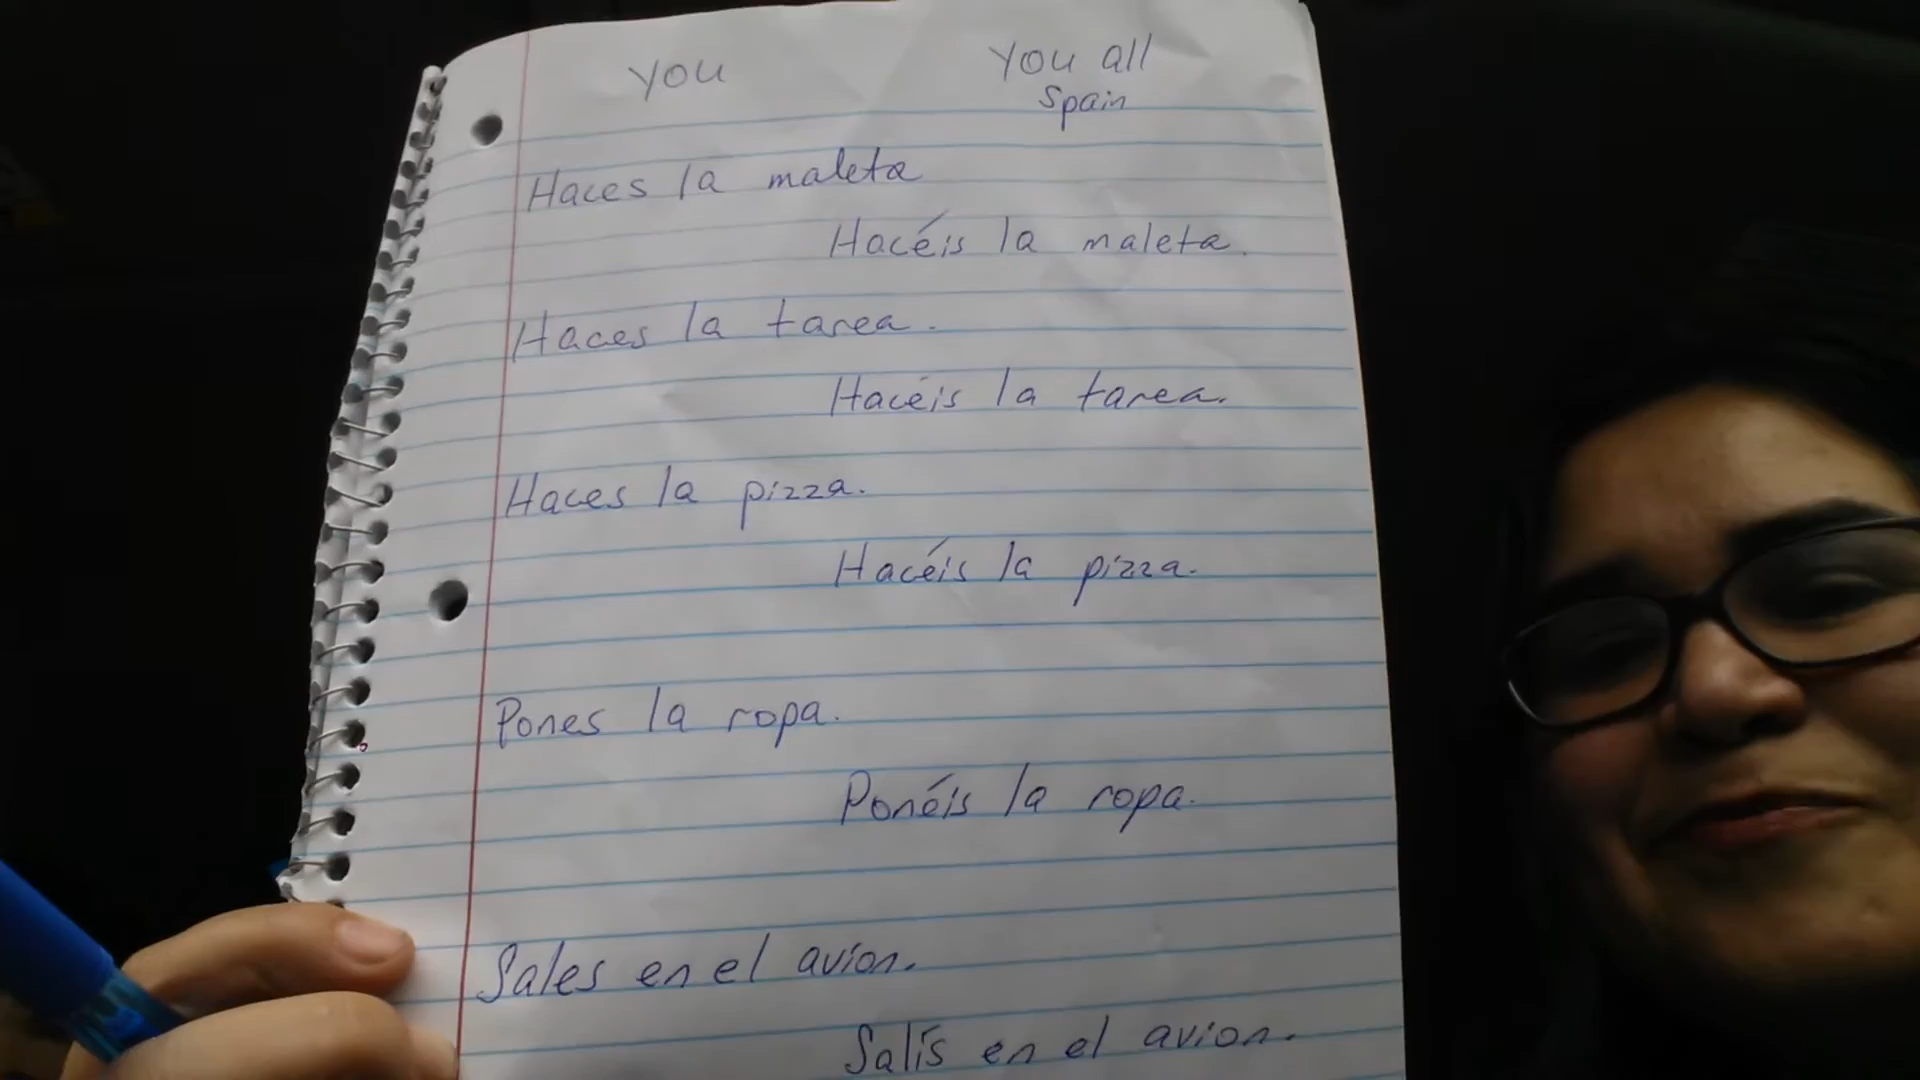 you You all
Spain
Haces la maleta
Hacéis la maleta.
Haces la tarea.
Hacéis la tarea.
Haces la pizza.
Hacéis la pizza.
Pones la ropa.
Ponéis la ropa.
Sales en el avion.
Salís en el avion.